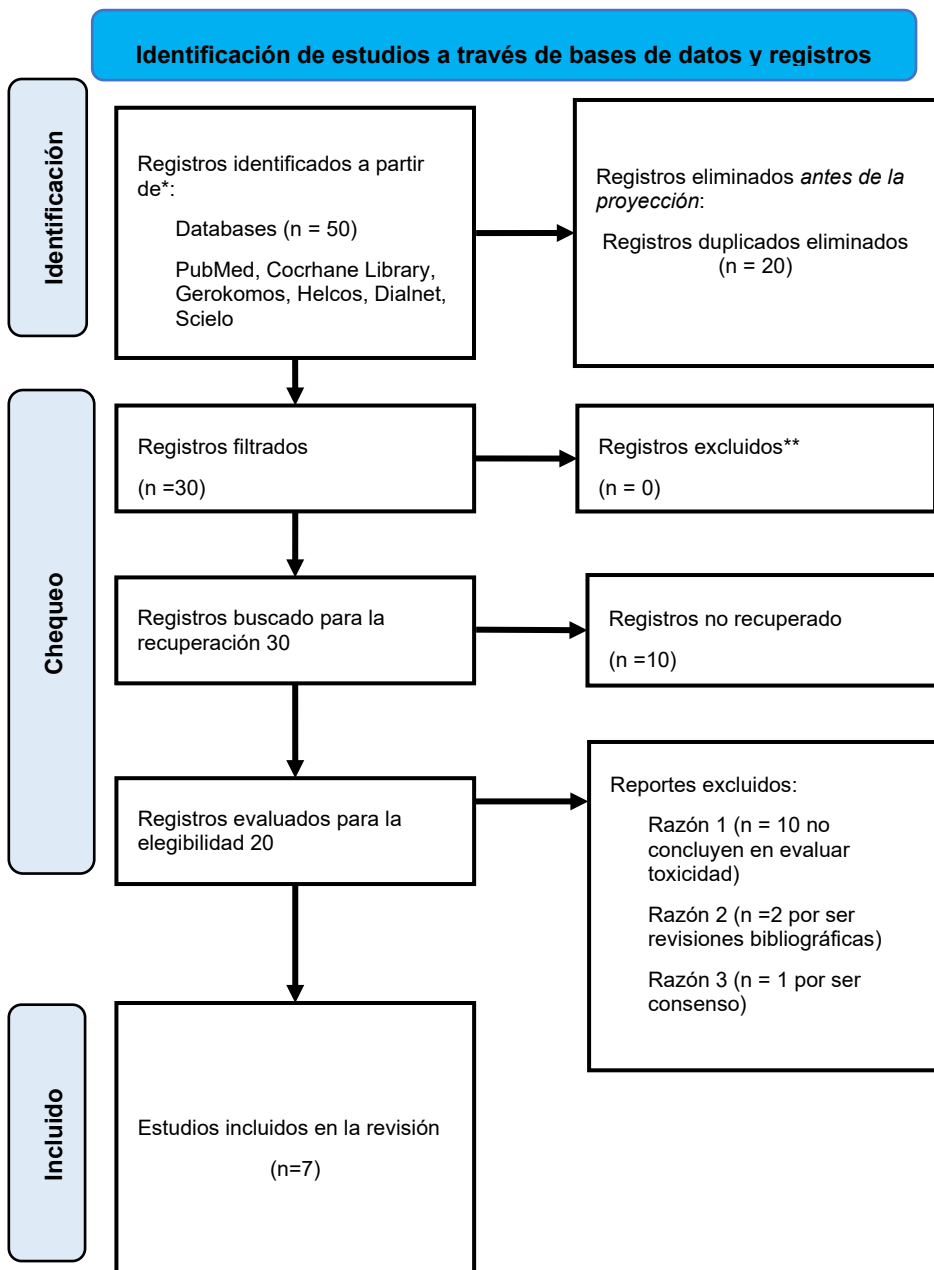 Identificación de estudios a través de bases de datos y registros
Identificación
Registros identificados a partir
de*:
Databases (n = 50)
PubMed, Cocrhane Library,
Gerokomos, Helcos, Dialnet,
Scielo
Registros eliminados antes de la
proyección:
Registros duplicados eliminados
(n = 20)
Chequeo
Registros filtrados
(n =30)
Registros excluidos**
(n = 0)
Registros buscado para la
recuperación 30
Registros no recuperado
(n =10)
Registros evaluados para la
elegibilidad 20
Reportes excluidos:
Razón 1 (n = 10 no
concluyen en evaluar
toxicidad)
Razón 2 (n =2 por ser
revisiones bibliográficas)
Razón 3 (n = 1 por ser
consenso)
Incluido
Estudios incluidos en la revisión
(n=7)